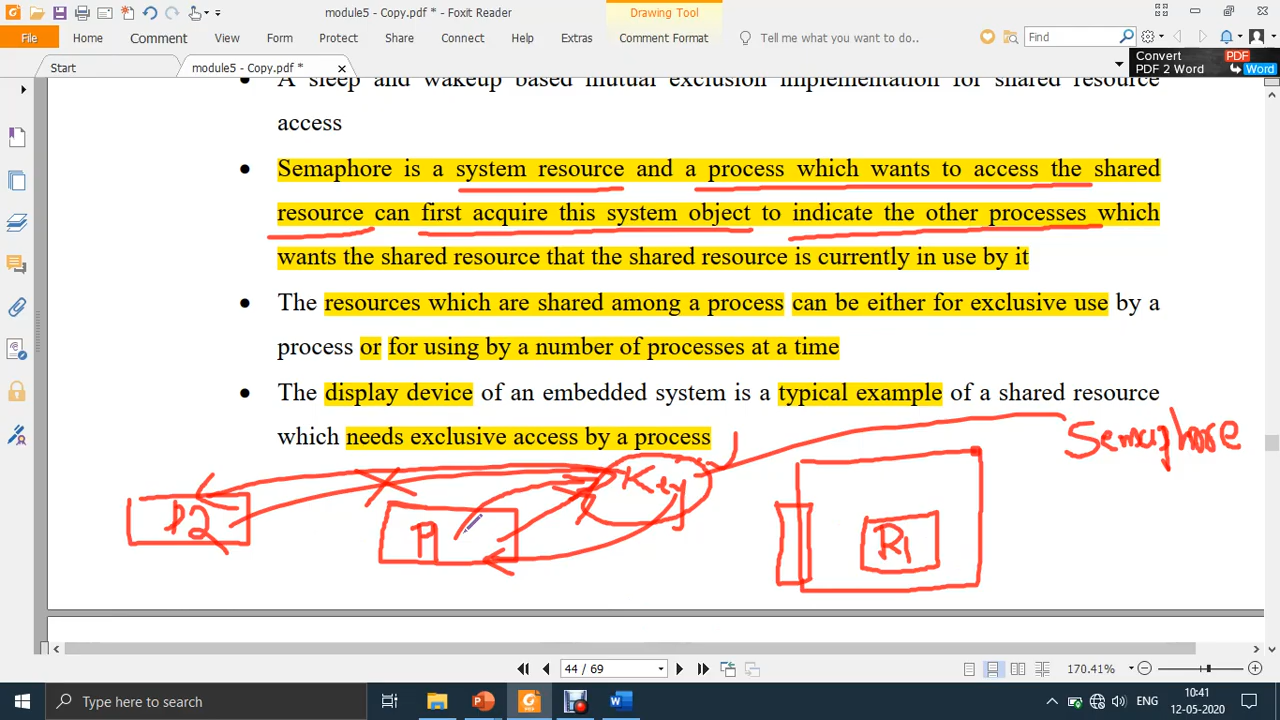 module5 - Copy.pdf * - Foxit Reader
Drawing Tool
File Home Comment View Form Protect Share Connect Help Extras Comment Format Tell me what you want to do.. Find
Start module5 - Copy.pdf *
Convert PDF
PDF 2 Word Word
• A sleep and wakeup based mutual exclusion implementation for shared resource
access
• Semaphore is a system resource and a process which wants to access the shared
resource can first acquire this system object to indicate the other processes which
wants the shared resource that the shared resource is currently in use by it
• The resources which are shared among a process can be either for exclusive use by a
process or for using by a number of processes at a time
• The display device of an embedded system is a typical example of a shared resource
which needs exclusive access by a process
Semaphore
Key
P2
P1
R1
44 / 69
170.41%
Type here to search
ENG
10:41
12-05-2020